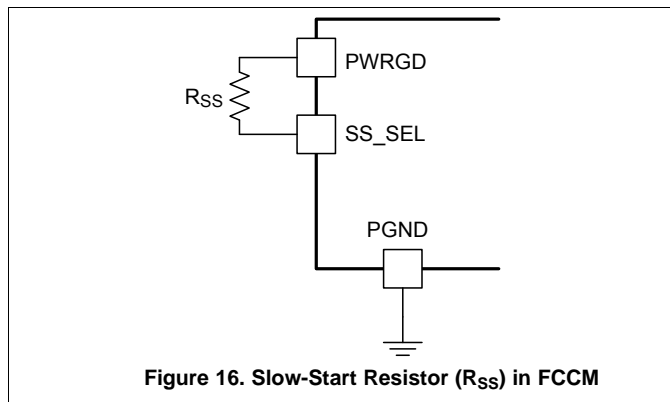 PWRGD
RSS
SS_SEL
PGND
Figure 16. Slow-Start Resistor (RSS) in FCCM